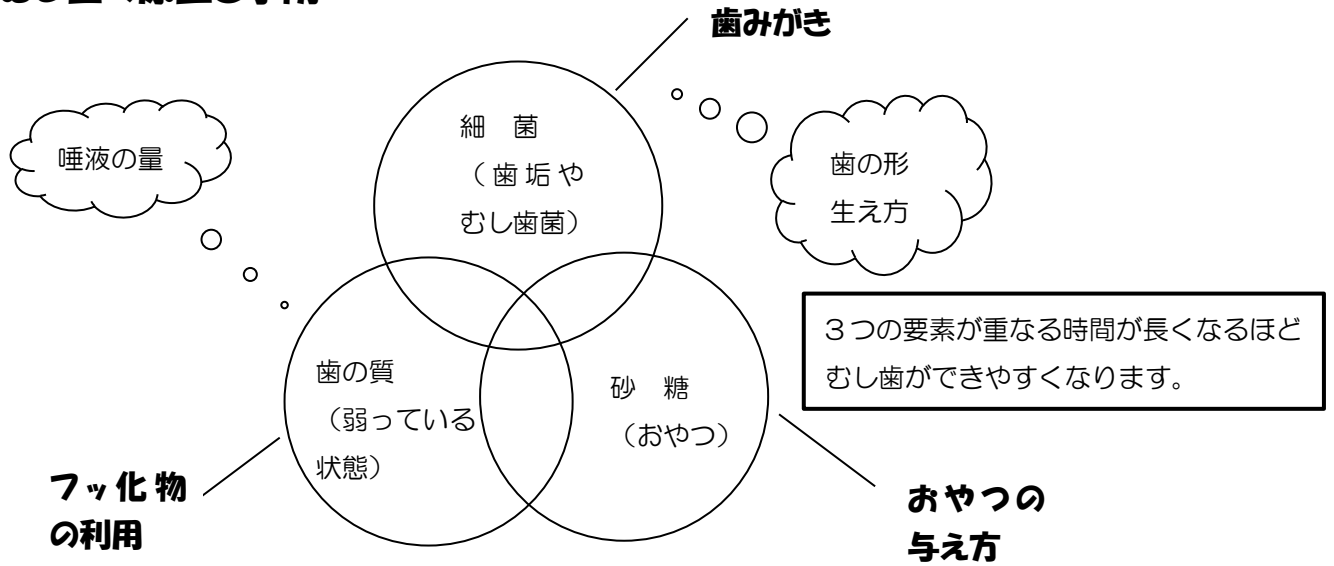 歯みがき
細　菌
（歯垢や
むし歯菌）
唾液の量
歯の形
生え方
３つの要素が重なる時間が長くなるほど
むし歯ができやすくなります。
歯の質
（弱っている
状態）
砂　糖
（おやつ）
フッ化物
の利用
おやつの
与え方